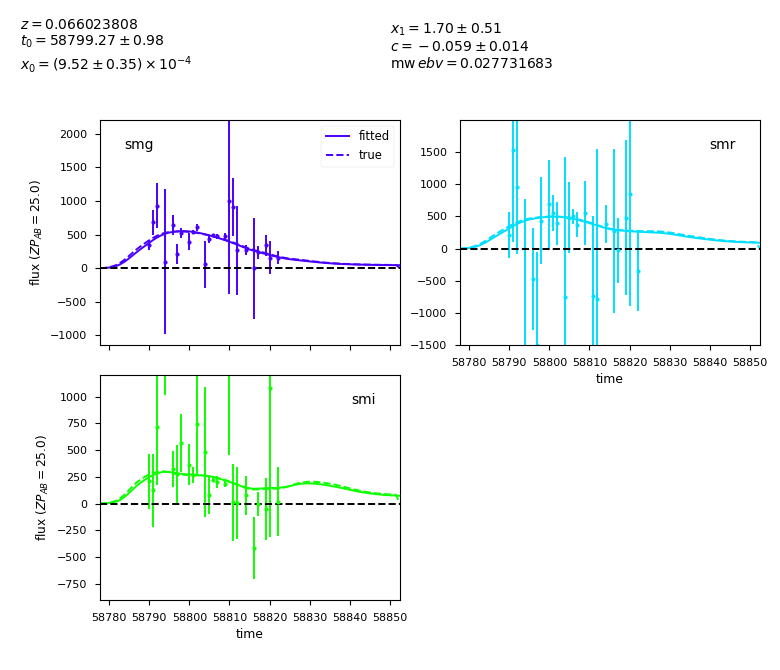 z = 0.066023808
t₀ = 58799.27 ± 0.98
x₀ = (9.52 ± 0.35) × 10⁻⁴
x₁ = 1.70 ± 0.51
c = −0.059 ± 0.014
mwebv = 0.027731683
smg
fitted
true
2000
1500
1000
500
0
−500
−1000
flux (ZP_AB = 25.0)
smr
1500
1000
500
0
−500
−1000
−1500
58780 58790 58800 58810 58820 58830 58840 58850
time
smi
1000
750
500
250
0
−250
−500
−750
flux (ZP_AB = 25.0)
58780 58790 58800 58810 58820 58830 58840 58850
time